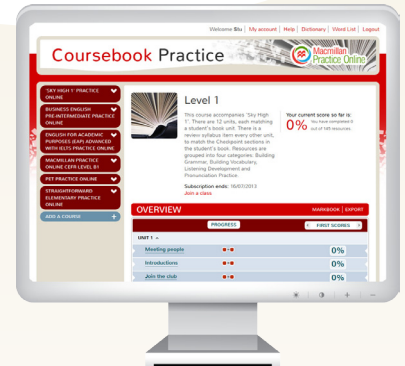 Welcome Blu | My account | Help | Dictionary | Word List | Logout
Coursebook Practice
Macmillan
Practice Online
'SKY HIGH 1' PRACTICE
ONLINE
BUSINESS ENGLISH
PRE-INTERMEDIATE PRACTICE
ONLINE
ENGLISH FOR ACADEMIC
PURPOSES (EAP) ADVANCED
WITH IELTS PRACTICE ONLINE
MACMILLAN PRACTICE
ONLINE CEFR LEVEL B1
PET PRACTICE ONLINE
STRAIGHTFORWARD
ELEMENTARY PRACTICE
ONLINE
ADD A COURSE +
Level 1
This course accompanies 'Sky
High 1'. There are 12 units, each matching
a student's book unit. There is a
review syllabus item every other unit,
to match the Checkpoint sections in
the student's book. Resources are
grouped into four categories: Building
Grammar, Building Vocabulary,
Listening Development and
Pronunciation Practice
Subscription ends: 16/07/2013
Join a class
Your current score so far is:
0% You have completed 0
out of 149 resources
OVERVIEW
MARKBOOK | EXPORT
PROGRESS
FIRST SCORES
UNIT 1
Meeting people 0%
Introductions 0%
Join the club 0%